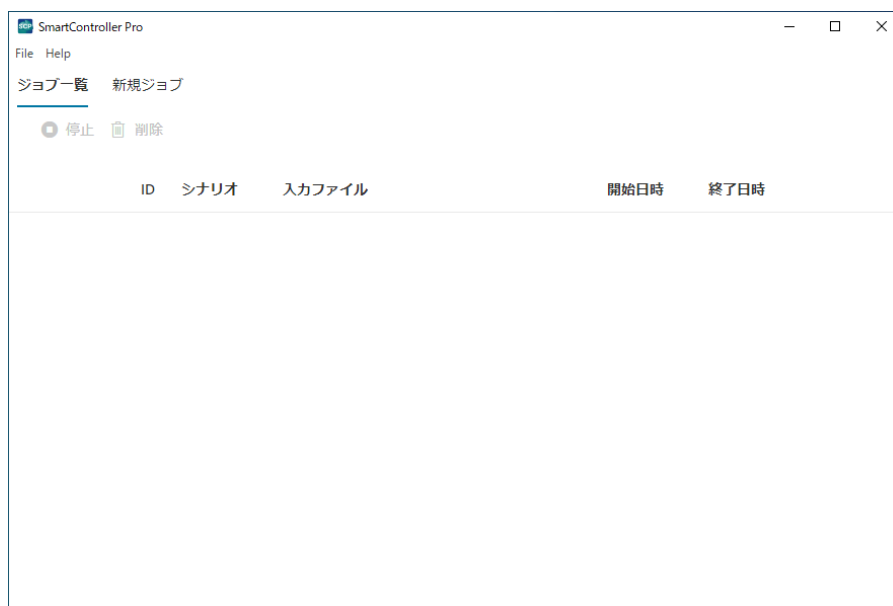 SCP SmartController Pro
File Help
ジョブ一覧 新規ジョブ
停止 削除
ID シナリオ 入力ファイル 開始日時 終了日時